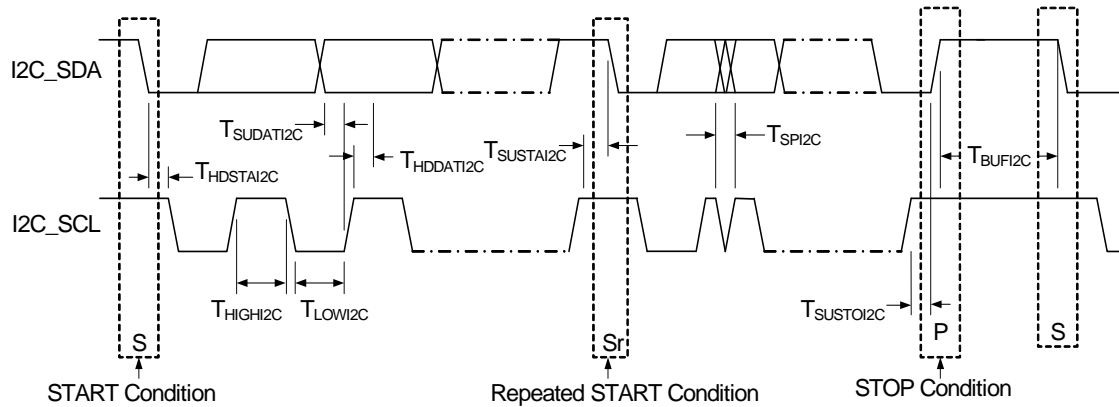 I2C_SDA
TSUDATI2C
THDDATI2C
TSUSTAI2C
TSPI2C
TBUFI2C
THDSTAI2C
I2C_SCL
THIGHI2C
TLOWI2C
TSUSTOI2C
S
Sr
P
S
START Condition
Repeated START Condition
STOP Condition